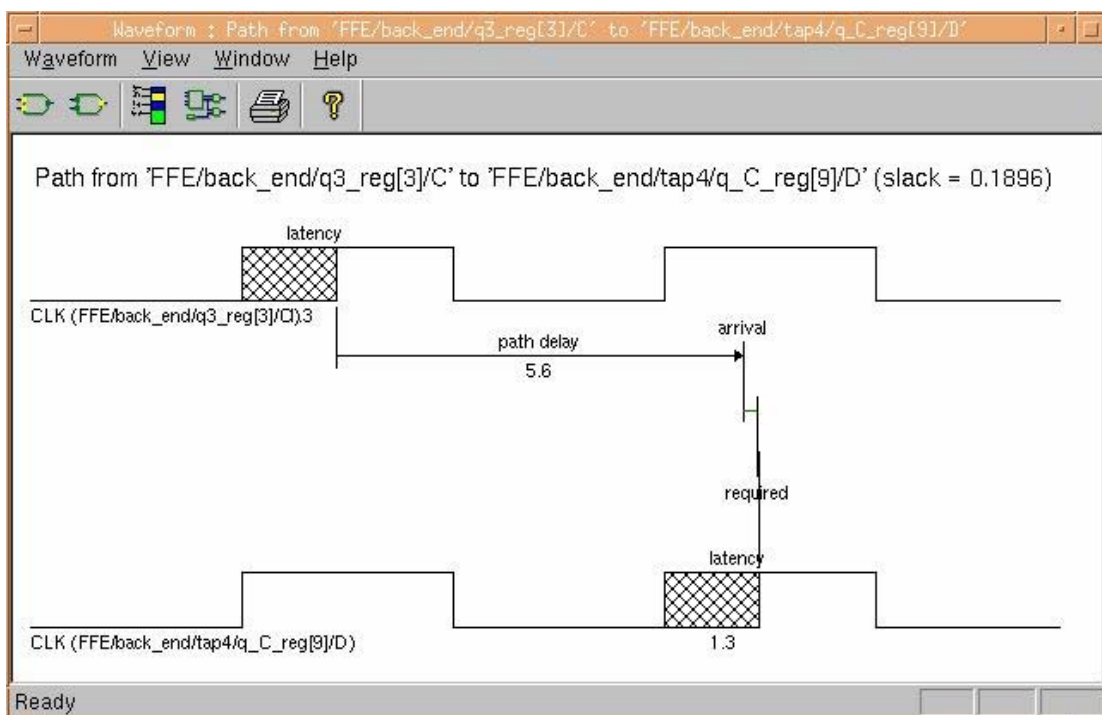 Waveform : Path from 'FFE/back_end/q3_reg[3]/C' to 'FFE/back_end/tap4/q_C_reg[9]/D'
Waveform View Window Help
Path from 'FFE/back_end/q3_reg[3]/C' to 'FFE/back_end/tap4/q_C_reg[9]/D' (slack = 0.1896)
latency
CLK (FFE/back_end/q3_reg[3]/C).3
arrival
path delay
5.6
required
latency
CLK (FFE/back_end/tap4/q_C_reg[9]/D)
1.3
Ready